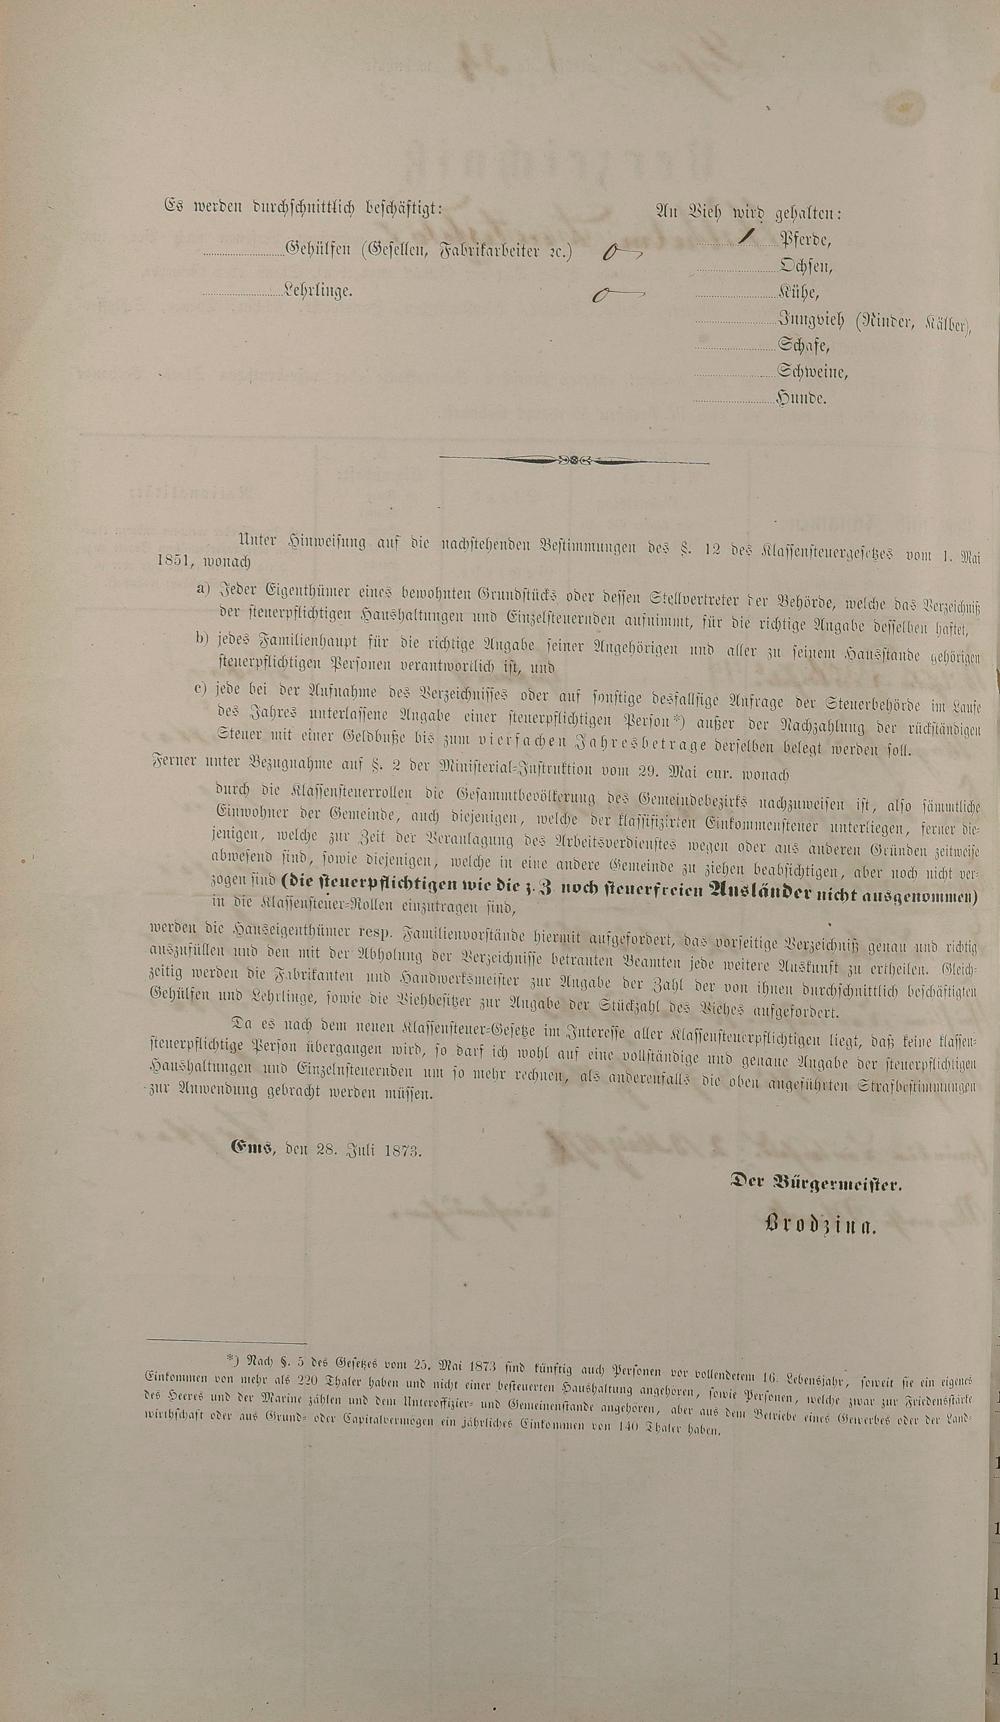 Es werden durchschnittlich beschäftigt:
Gehülfen (Gesellen, Fabrikarbeiter ꝛc.) 0
Lehrlinge. 0
An Vieh wird gehalten:
1 Pferde,
Ochsen,
Kühe,
Jungvieh (Rinder, Kälber),
Schafe,
Schweine,
Hunde.
Unter Hinweisung auf die nachstehenden Bestimmungen des §. 12 des Klassensteuergesetzes vom 1. Mai
1851, wonach
a) Jeder Eigenthümer eines bewohnten Grundstücks oder dessen Stellvertreter der Behörde, welche das Verzeichniß
der steuerpflichtigen Haushaltungen und Einzelsteuernden aufnimmt, für die richtige Angabe desselben haftet,
b) jedes Familienhaupt für die richtige Angabe seiner Angehörigen und aller zu seinem Hausstande gehörigen
steuerpflichtigen Personen verantwortlich ist, und
c) jede bei der Aufnahme des Verzeichnisses oder auf sonstige desfallsige Anfrage der Steuerbehörde im Laufe
des Jahres unterlassene Angabe einer steuerpflichtigen Person*) außer der Nachzahlung der rückständigen
Steuer mit einer Geldbuße bis zum vierfachen Jahresbetrage derselben belegt werden soll.
Ferner unter Bezugnahme auf §. 2 der Ministerial-Instruktion vom 29. Mai cur. wonach
durch die Klassensteuerrollen die Gesammtbevölkerung des Gemeindebezirks nachzuweisen ist, also sämmtliche
Einwohner der Gemeinde, auch diejenigen, welche der klassifizirten Einkommensteuer unterliegen, ferner die-
jenigen, welche zur Zeit der Veranlagung des Arbeitsverdienstes wegen oder aus anderen Gründen zeitweise
abwesend sind, sowie diejenigen, welche in eine andere Gemeinde zu ziehen beabsichtigen, aber noch nicht ver-
zogen sind (die steuerpflichtigen wie die z. Z noch steuerfreien Ausländer nicht ausgenommen)
in die Klassensteuer-Rollen einzutragen sind,
werden die Hauseigenthümer resp. Familienvorstände hiermit aufgefordert, das vorseitige Verzeichniß genau und richtig
auszufüllen und den mit der Abholung der Verzeichnisse betrauten Beamten jede weitere Auskunft zu ertheilen. Gleich-
zeitig werden die Fabrikanten und Handwerksmeister zur Angabe der Zahl der von ihnen durchschnittlich beschäftigten
Gehülfen und Lehrlinge, sowie die Viehbesitzer zur Angabe der Stückzahl des Viehes aufgefordert.
Da es nach dem neuen Klassensteuer-Gesetze im Interesse aller Klassensteuerpflichtigen liegt, daß keine klassen-
steuerpflichtige Person übergangen wird, so darf ich wohl auf eine vollständige und genaue Angabe der steuerpflichtigen
Haushaltungen und Einzelnsteuernden um so mehr rechnen, als anderenfalls die oben angeführten Strafbestimmungen
zur Anwendung gebracht werden müssen.
Ems, den 28. Juli 1873.
Der Bürgermeister.
Brodzina.
*) Nach §. 5 des Gesetzes vom 25. Mai 1873 sind künftig auch Personen vor vollendetem 16. Lebensjahr, soweit sie ein eigenes
Einkommen von mehr als 220 Thaler haben und nicht einer besteuerten Haushaltung angehören, sowie Personen, welche zwar zur Friedensstärke
des Heeres und der Marine zählen und dem Unteroffizier- und Gemeinenstande angehören, aber aus dem Betriebe eines Gewerbes oder der Land-
wirthschaft oder aus Grund- oder Capitalvermögen ein jährliches Einkommen von 140 Thaler haben.